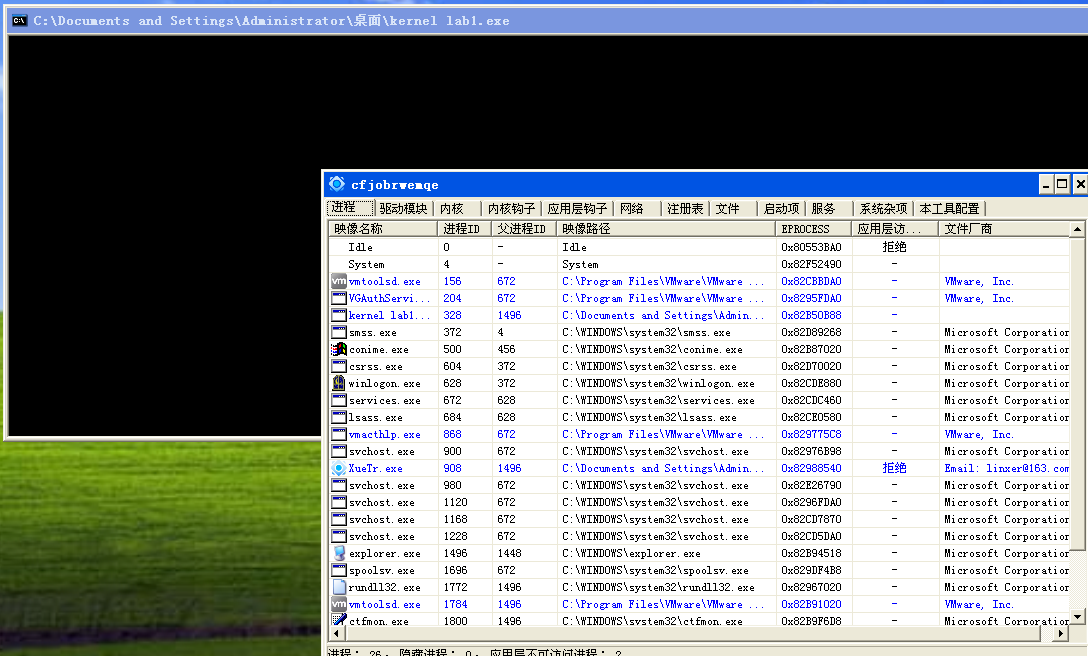 C:\Documents and Settings\Administrator\桌面\kernel lab1.exe
cfjobrwemqe
进程 驱动模块 内核 内核钩子 应用层钩子 网络 注册表 文件 启动项 服务 系统杂项 本工具配置
映像名称 进程ID 父进程ID 映像路径 EPROCESS 应用层访... 文件厂商
Idle 0 - Idle 0x80553BA0 拒绝
System 4 - System 0x82F52490 -
vmtoolsd.exe 156 672 C:\Program Files\VMware\VMware ... 0x82CBBDA0 - VMware, Inc.
VGAuthServi... 204 672 C:\Program Files\VMware\VMware ... 0x8295FDA0 - VMware, Inc.
kernel lab1... 328 1496 C:\Documents and Settings\Admin... 0x82B50B88 -
smss.exe 372 4 C:\WINDOWS\system32\smss.exe 0x82D89268 - Microsoft Corporation
conime.exe 500 456 C:\WINDOWS\system32\conime.exe 0x82B87020 - Microsoft Corporation
csrss.exe 604 372 C:\WINDOWS\system32\csrss.exe 0x82D70020 - Microsoft Corporation
winlogon.exe 628 372 C:\WINDOWS\system32\winlogon.exe 0x82CDE880 - Microsoft Corporation
services.exe 672 628 C:\WINDOWS\system32\services.exe 0x82CDC460 - Microsoft Corporation
lsass.exe 684 628 C:\WINDOWS\system32\lsass.exe 0x82CE0580 - Microsoft Corporation
vmacthlp.exe 868 672 C:\Program Files\VMware\VMware ... 0x829775C8 - VMware, Inc.
svchost.exe 900 672 C:\WINDOWS\system32\svchost.exe 0x82976B98 - Microsoft Corporation
XueTr.exe 908 1496 C:\Documents and Settings\Admin... 0x82988540 拒绝 Email: linxer@163.com
svchost.exe 980 672 C:\WINDOWS\system32\svchost.exe 0x82E26790 - Microsoft Corporation
svchost.exe 1120 672 C:\WINDOWS\system32\svchost.exe 0x8296FDA0 - Microsoft Corporation
svchost.exe 1168 672 C:\WINDOWS\system32\svchost.exe 0x82CD7870 - Microsoft Corporation
svchost.exe 1228 672 C:\WINDOWS\system32\svchost.exe 0x82CD5DA0 - Microsoft Corporation
explorer.exe 1496 1448 C:\WINDOWS\explorer.exe 0x82B94518 - Microsoft Corporation
spoolsv.exe 1696 672 C:\WINDOWS\system32\spoolsv.exe 0x829DF4B8 - Microsoft Corporation
rundll32.exe 1772 1496 C:\WINDOWS\system32\rundll32.exe 0x82967020 - Microsoft Corporation
vmtoolsd.exe 1784 1496 C:\Program Files\VMware\VMware ... 0x82B91020 - VMware, Inc.
ctfmon.exe 1800 1496 C:\WINDOWS\system32\ctfmon.exe 0x82B9F6D8 - Microsoft Corporation
进程: 26, 隐藏进程: 0, 应用层不可访问进程: 2